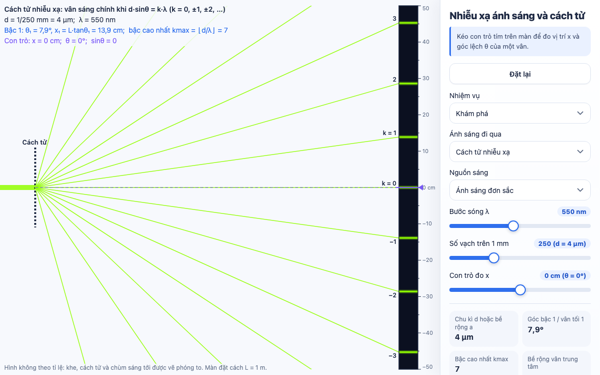 Cách tử nhiễu xạ: vân sáng chính khi d·sinθ = k·λ (k = 0, ±1, ±2, ...)
d = 1/250 mm = 4 µm; λ = 550 nm
Bậc 1: θ₁ = 7,9°, x₁ = L·tanθ₁ = 13,9 cm; bậc cao nhất kmax = ⌊d/λ⌋ = 7
Con trỏ: x = 0 cm; θ = 0°; sinθ = 0
Cách tử
3
2
k = 1
k = 0
−1
−2
−3
50
40
30
20
10
0 cm
−10
−20
−30
−40
−50
Hình không theo tỉ lệ: khe, cách tử và chùm sáng tới được vẽ phóng to. Màn đặt cách L = 1 m.
Nhiễu xạ ánh sáng và cách tử
Kéo con trỏ tím trên màn để đo vị trí x và
góc lệch θ của một vân.
Đặt lại
Nhiệm vụ
Khám phá
Ánh sáng đi qua
Cách tử nhiễu xạ
Nguồn sáng
Ánh sáng đơn sắc
Bước sóng λ
550 nm
Số vạch trên 1 mm
250 (d = 4 µm)
Con trỏ đo x
0 cm (θ = 0°)
Chu kì d hoặc bề
rộng a
4 µm
Góc bậc 1 / vân tối 1
7,9°
Bậc cao nhất kmax
7
Bề rộng vân trung
tâm